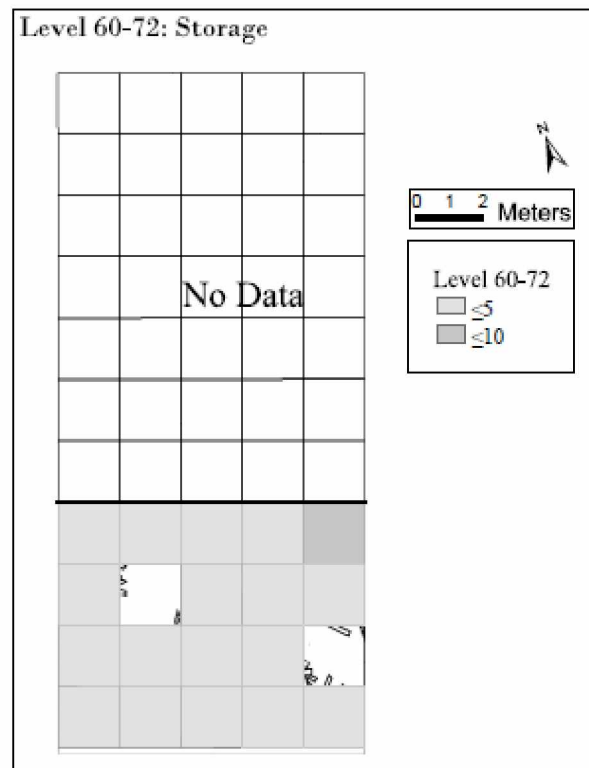 Level 60-72: Storage
N
0 1 2
Meters
Level 60-72
≤5
≤10
No Data